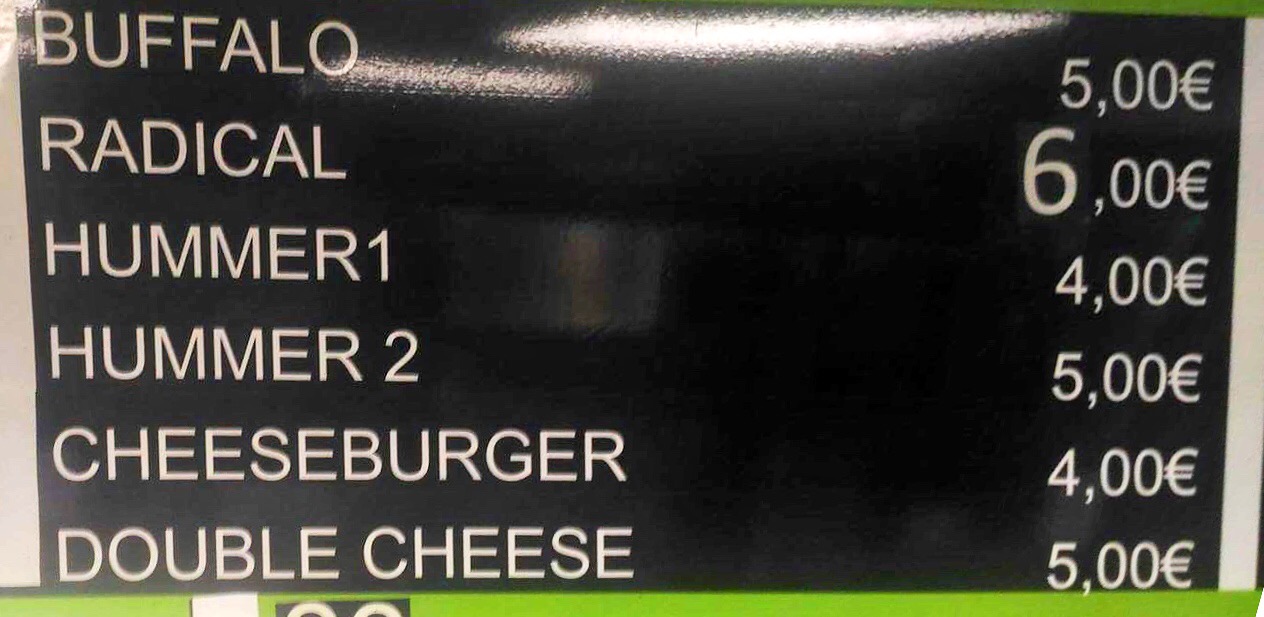 BUFFALO 5,00€
RADICAL 6,00€
HUMMER1 4,00€
HUMMER 2 5,00€
CHEESEBURGER 4,00€
DOUBLE CHEESE 5,00€